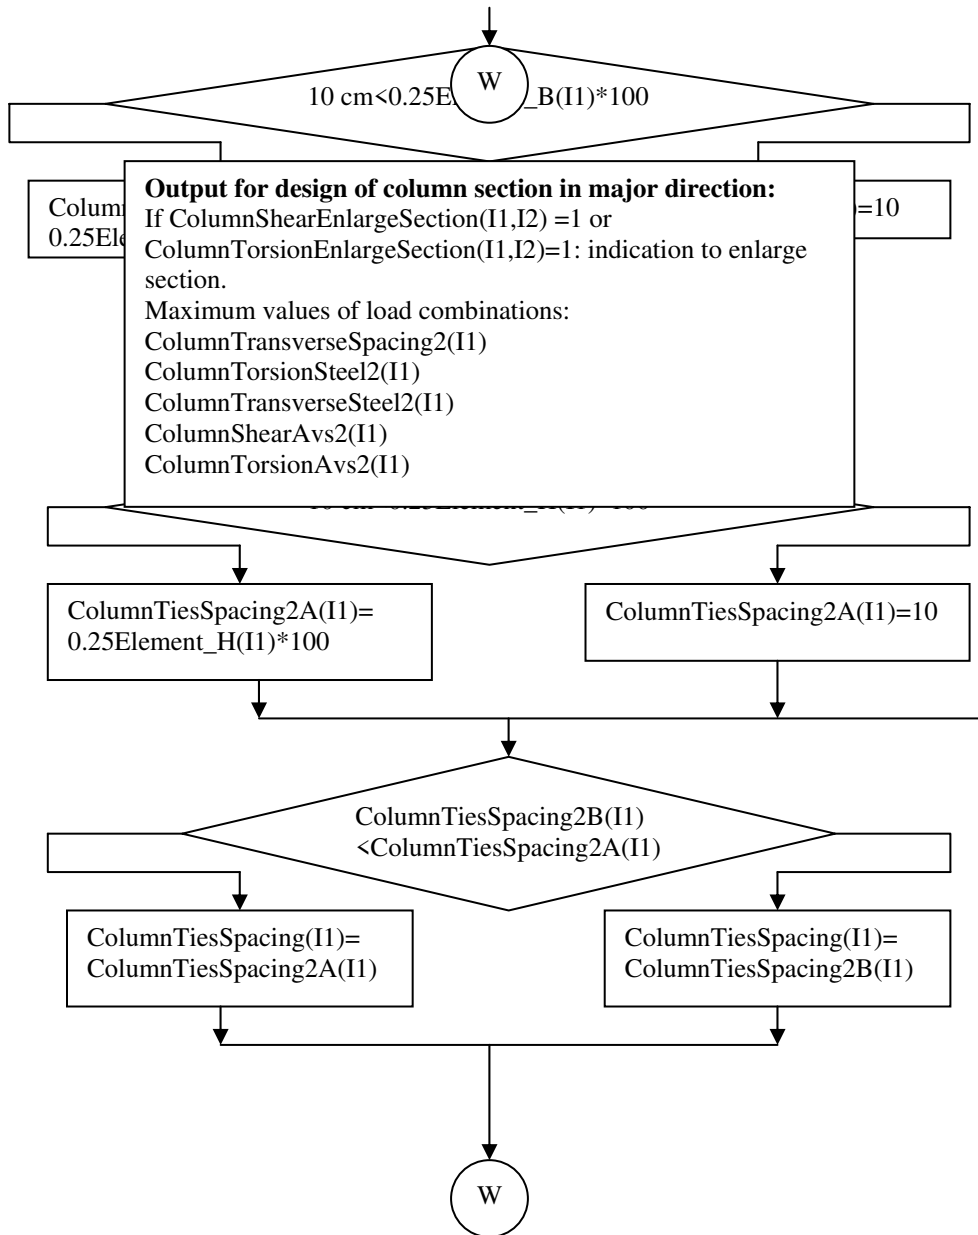 W
10 cm<0.25E _B(I1)*100
Output for design of column section in major direction:
If ColumnShearEnlargeSection(I1,I2) =1 or
ColumnTorsionEnlargeSection(I1,I2)=1: indication to enlarge
section.
Maximum values of load combinations:
ColumnTransverseSpacing2(I1)
ColumnTorsionSteel2(I1)
ColumnTransverseSteel2(I1)
ColumnShearAvs2(I1)
ColumnTorsionAvs2(I1)
Colum
0.25Ele
)=10
ColumnTiesSpacing2A(I1)=
0.25Element_H(I1)*100
ColumnTiesSpacing2A(I1)=10
ColumnTiesSpacing2B(I1)
<ColumnTiesSpacing2A(I1)
ColumnTiesSpacing(I1)=
ColumnTiesSpacing2A(I1)
ColumnTiesSpacing(I1)=
ColumnTiesSpacing2B(I1)
W